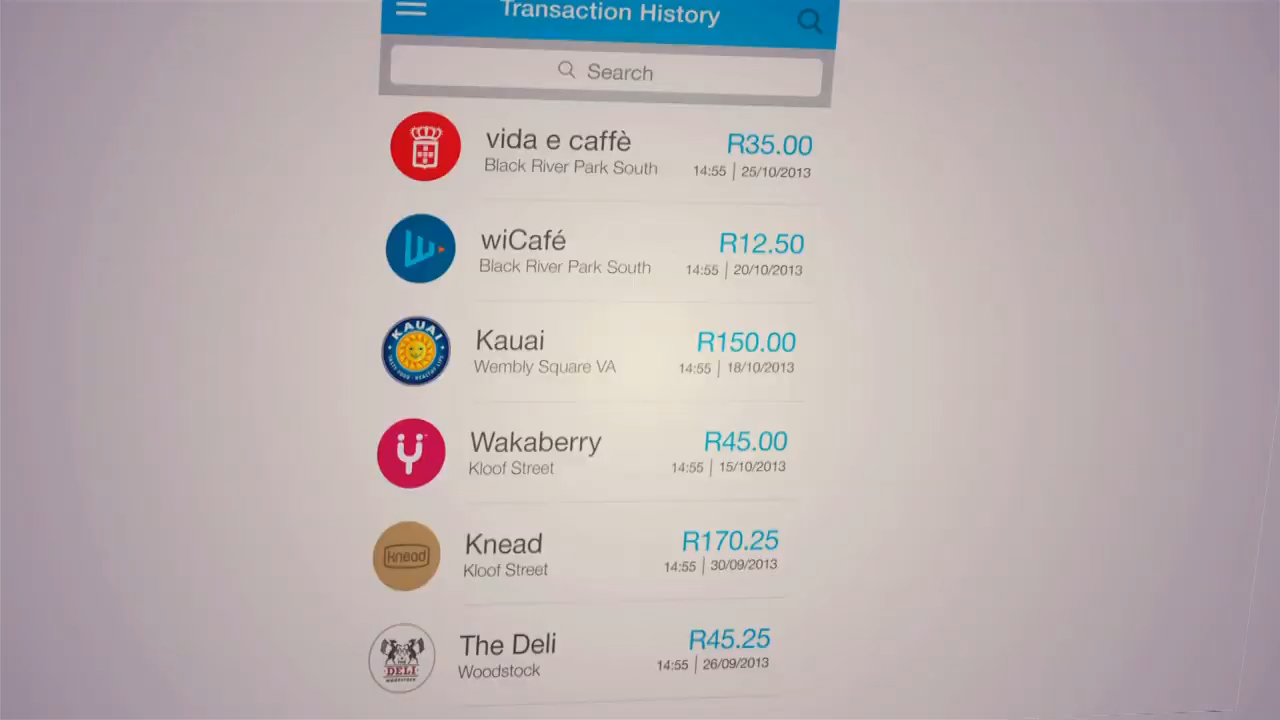 Transaction History
Search
vida e caffè
R35.00
Black River Park South
14:55 | 25/10/2013
wiCafé
R12.50
Black River Park South
14:55 | 20/10/2013
KAUAI
Kauai
R150.00
Wembly Square VA
14:55 | 18/10/2013
Wakaberry
R45.00
Kloof Street
14:55 | 15/10/2013
knead
Knead
R170.25
Kloof Street
14:55 | 30/09/2013
The Deli
R45.25
DELI
Woodstock
14:55 | 26/09/2013